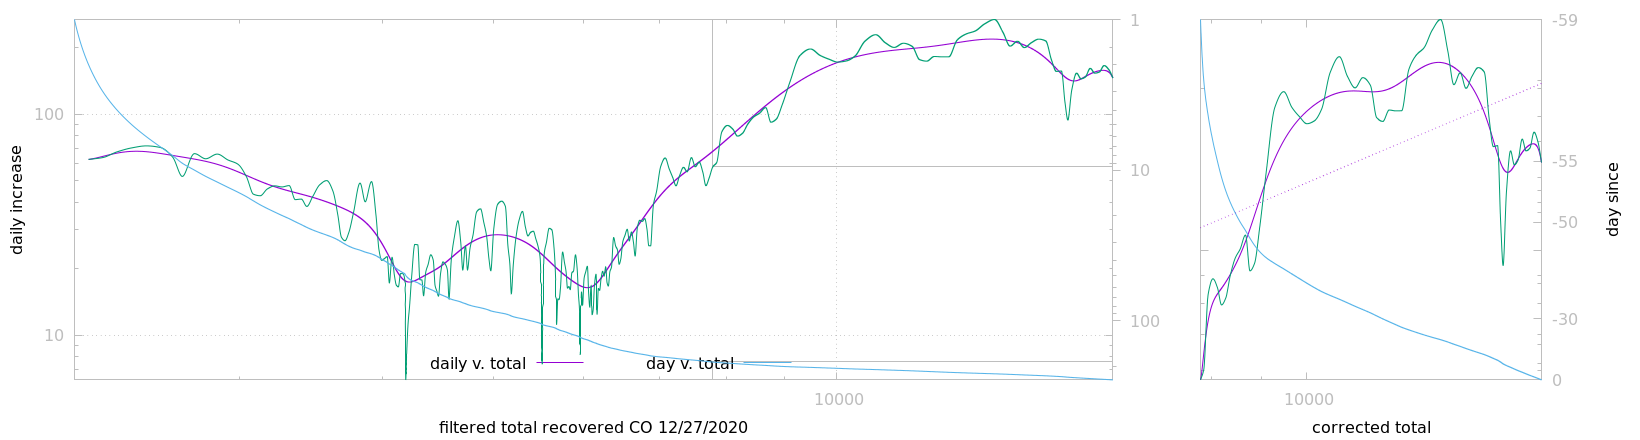 daily increase
100
10
daily v. total
day v. total
1
10
100
10000
filtered total recovered CO 12/27/2020
-59
-55
-50
-30
0
day since
10000
corrected total